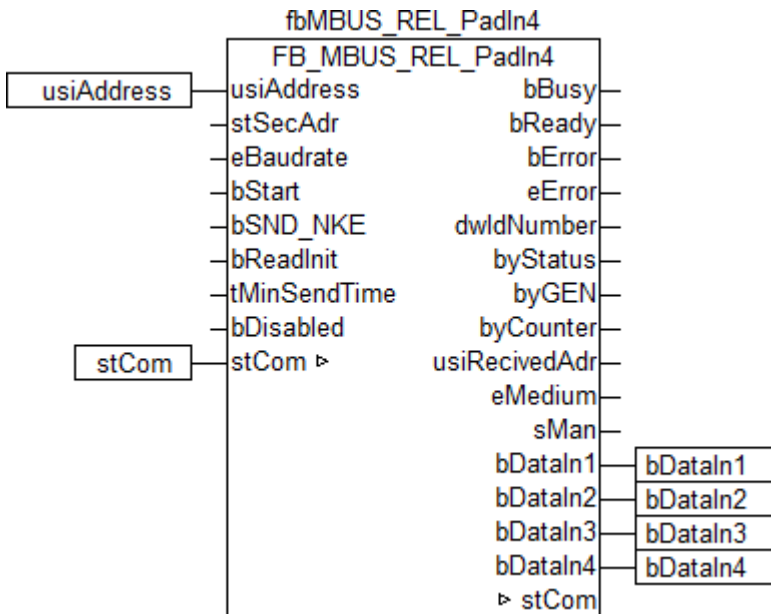 fbMBUS_REL_PadIn4
FB_MBUS_REL_PadIn4
usiAddress usiAddress bBusy
stSecAdr bReady
eBaudrate bError
bStart eError
bSND_NKE dwIdNumber
bReadInit byStatus
tMinSendTime byGEN
bDisabled byCounter
stCom stCom ▹ usiRecivedAdr
eMedium
sMan
bDataIn1 bDataIn1
bDataIn2 bDataIn2
bDataIn3 bDataIn3
bDataIn4 bDataIn4
▹ stCom